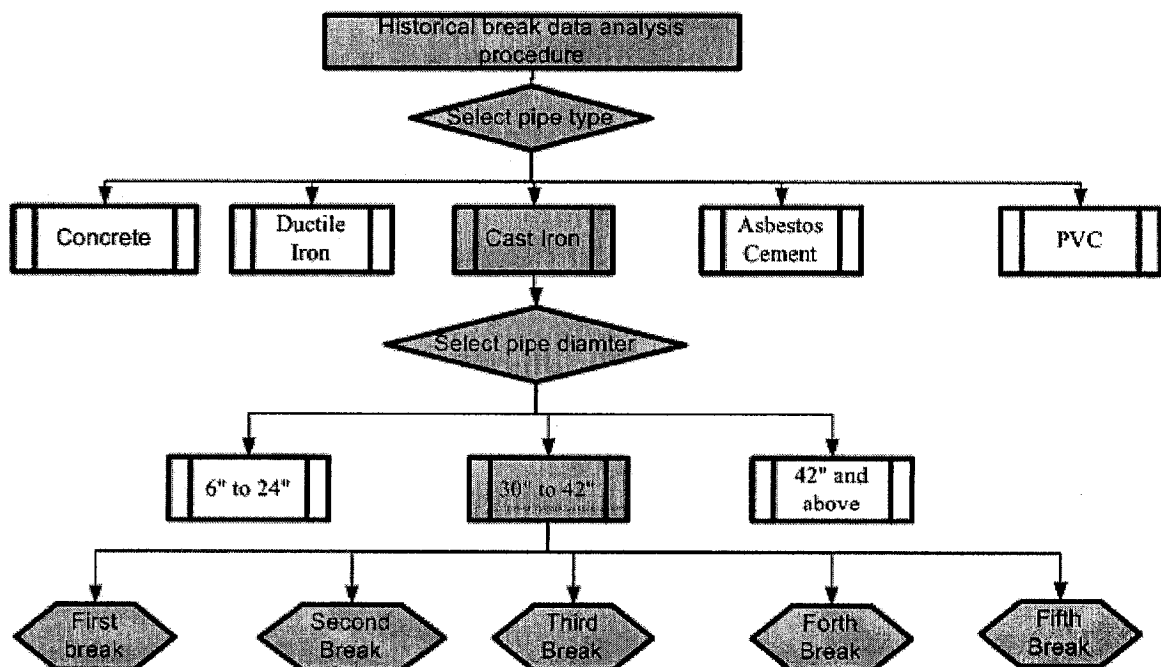 Historical break data analysis
procedure
Select pipe type
Concrete
Ductile
Iron
Cast Iron
Asbestos
Cement
PVC
Select pipe diamter
6" to 24"
30" to 42"
42" and
above
First
break
Second
Break
Third
Break
Forth
Break
Fifth
Break